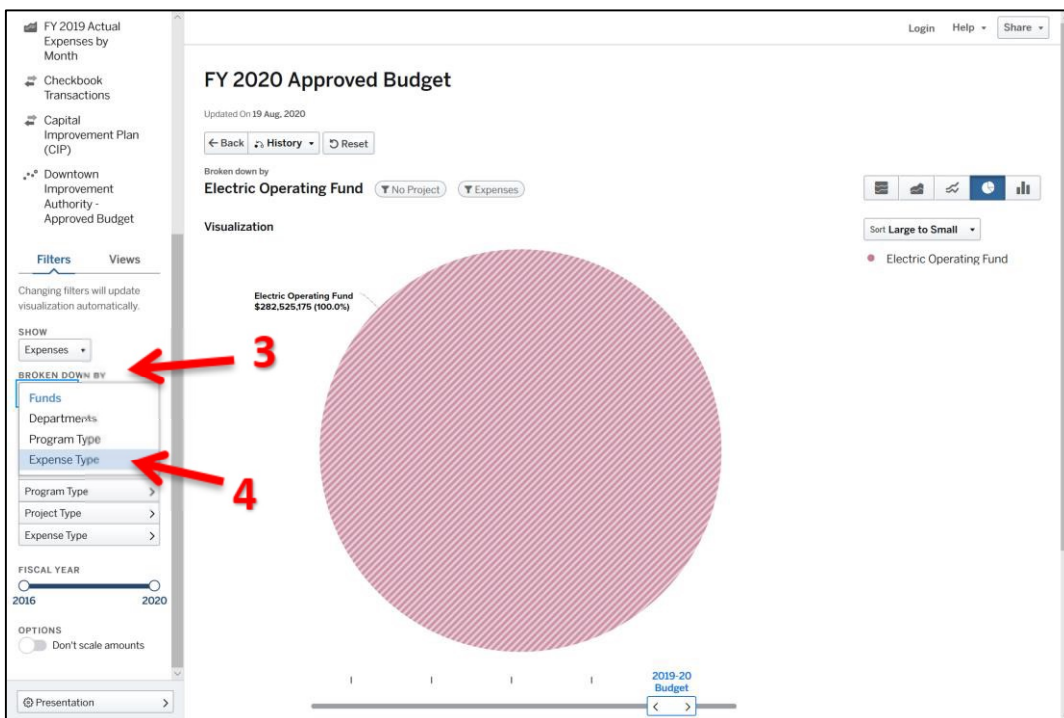 FY 2019 Actual
Expenses by
Month
Checkbook
Transactions
Capital
Improvement Plan
(CIP)
Downtown
Improvement
Authority -
Approved Budget
Filters Views
Changing filters will update
visualization automatically.
SHOW
Expenses
BROKEN DOWN BY
Funds
Departments
Program Type
Expense Type
Program Type
Project Type
Expense Type
FISCAL YEAR
2016 2020
OPTIONS
Don't scale amounts
Presentation
Login Help Share
FY 2020 Approved Budget
Updated On 19 Aug, 2020
Back History Reset
Broken down by
Electric Operating Fund No Project Expenses
Visualization
Sort Large to Small
Electric Operating Fund
Electric Operating Fund
$282,525,175 (100.0%)
3
4
2019-20
Budget